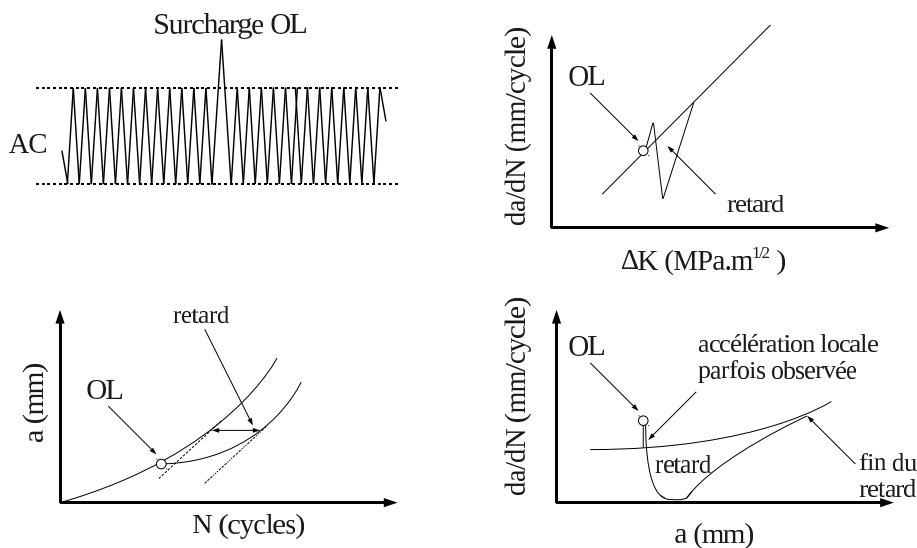 Surcharge OL
AC
da/dN (mm/cycle)
OL
retard
ΔK (MPa.m1/2 )
a (mm)
OL
retard
N (cycles)
da/dN (mm/cycle)
OL
accélération locale
parfois observée
retard
fin du
retard
a (mm)